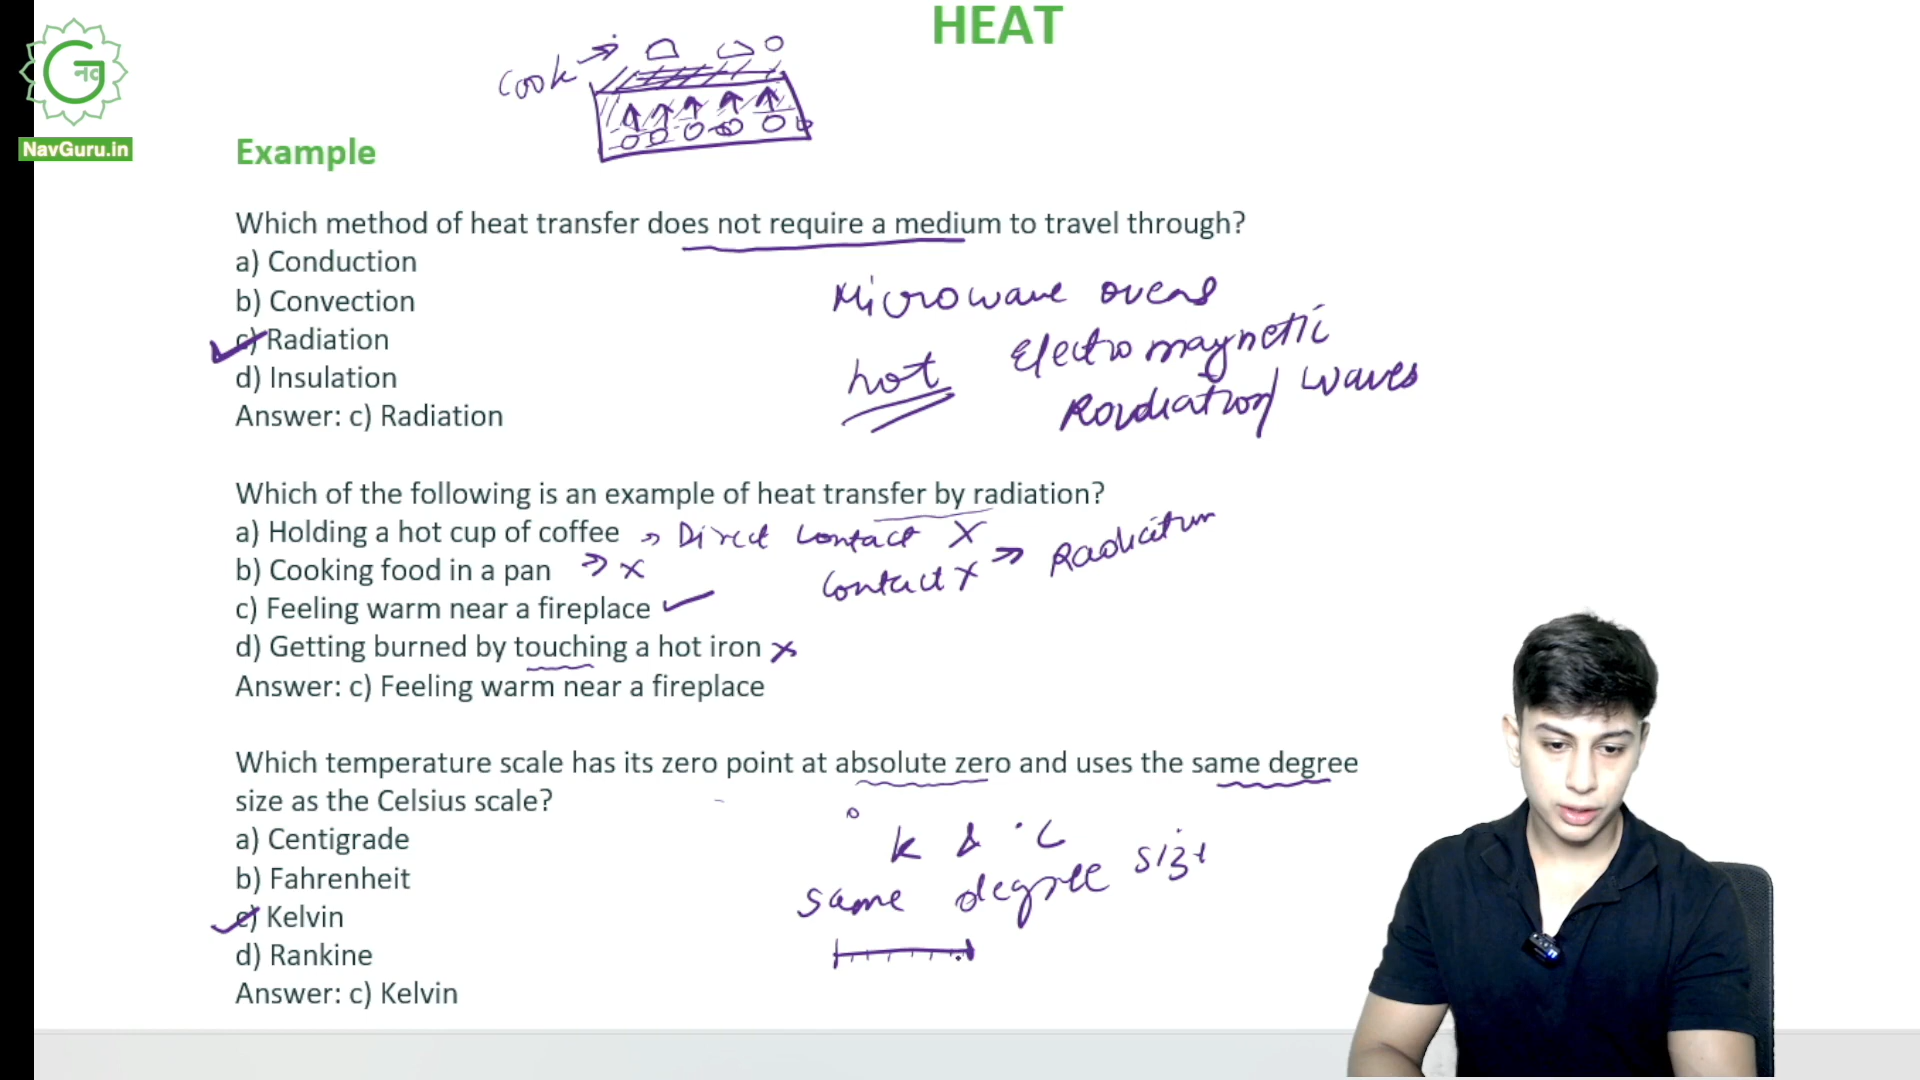 HEAT
नव
NavGuru.in
Cook
Example
Which method of heat transfer does not require a medium to travel through?
a) Conduction
b) Convection
c) Radiation
d) Insulation
Answer: c) Radiation
Microwave ovens
hot
Electromagnetic
Radiation/ waves
Which of the following is an example of heat transfer by radiation?
a) Holding a hot cup of coffee → Direct contact X
b) Cooking food in a pan → x
contact X → Radiation
c) Feeling warm near a fireplace
d) Getting burned by touching a hot iron x
Answer: c) Feeling warm near a fireplace
Which temperature scale has its zero point at absolute zero and uses the same degree
size as the Celsius scale?
a) Centigrade
b) Fahrenheit
c) Kelvin
d) Rankine
Answer: c) Kelvin
K & °C
same degree size